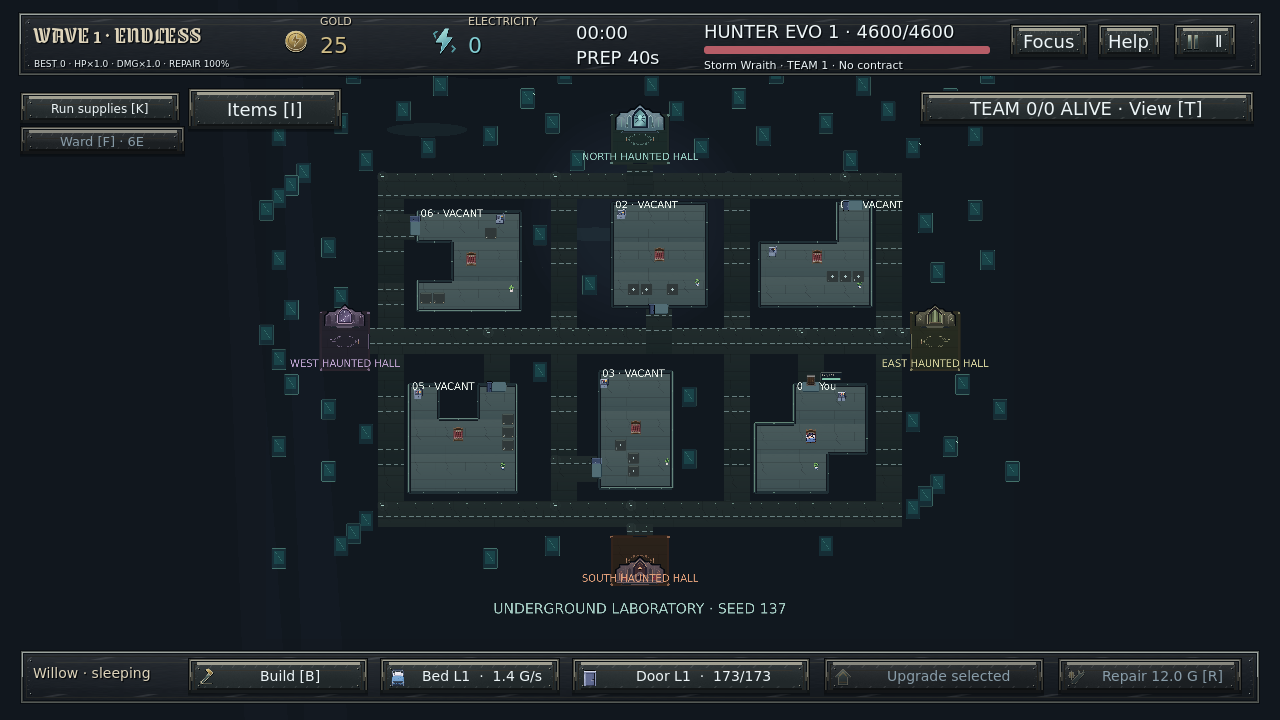 WAVE 1 · ENDLESS
BEST 0 · HP×1.0 · DMG×1.0 · REPAIR 100%
GOLD
25
ELECTRICITY
0
00:00
PREP 40s
HUNTER EVO 1 · 4600/4600
Storm Wraith · TEAM 1 · No contract
Focus
Help
Run supplies [K]
Items [I]
TEAM 0/0 ALIVE · View [T]
Ward [F] · 6E
NORTH HAUNTED HALL
06 · VACANT
02 · VACANT
VACANT
WEST HAUNTED HALL
EAST HAUNTED HALL
05 · VACANT
03 · VACANT
0 You
SOUTH HAUNTED HALL
UNDERGROUND LABORATORY · SEED 137
Willow · sleeping
Build [B]
Bed L1 · 1.4 G/s
Door L1 · 173/173
Upgrade selected
Repair 12.0 G [R]